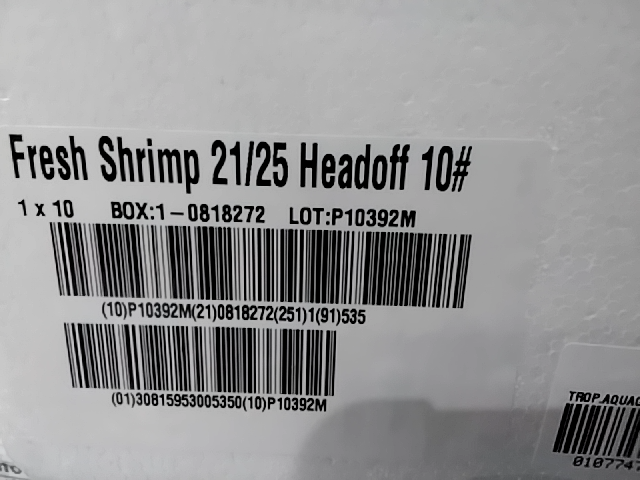 Fresh Shrimp 21/25 Headoff 10#
1 x 10 BOX:1-0818272 LOT:P10392M
(10)P10392M(21)0818272(251)1(91)535
(01)30815953005350(10)P10392M
TROP.AQUAC
0107747